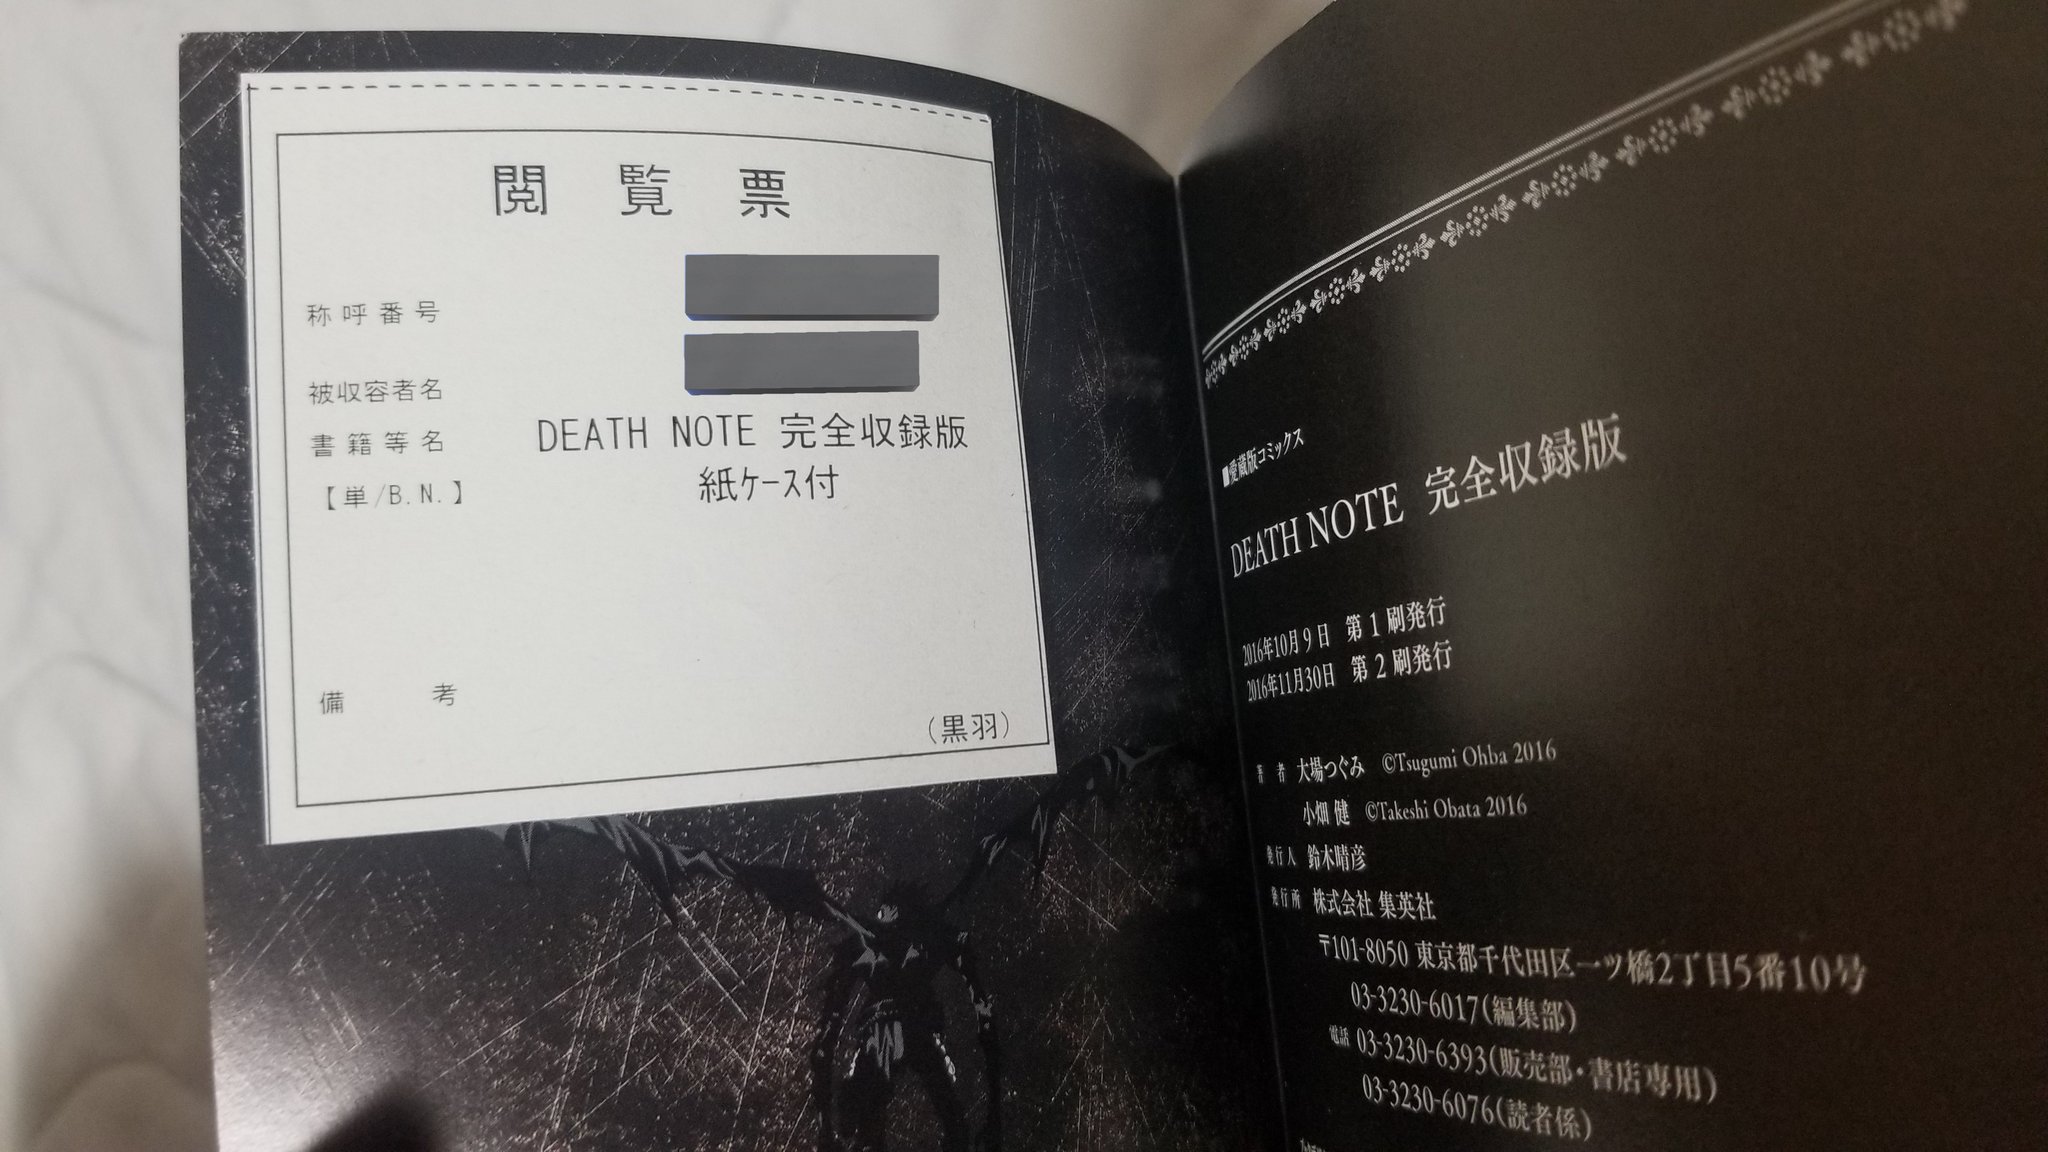 閲覧票
称呼番号
被収容者名
書籍等名 DEATH NOTE 完全収録版
【単/B.N.】 紙ケース付
備考
(黒羽)
■愛蔵版コミックス
DEATH NOTE 完全収録版
2016年10月9日 第1刷発行
2016年11月30日 第2刷発行
著者 大場つぐみ ©Tsugumi Ohba 2016
小畑 健 ©Takeshi Obata 2016
発行人 鈴木晴彦
発行所 株式会社 集英社
〒101-8050 東京都千代田区一ツ橋2丁目5番10号
03-3230-6017(編集部)
電話 03-3230-6393(販売部・書店専用)
03-3230-6076(読者係)